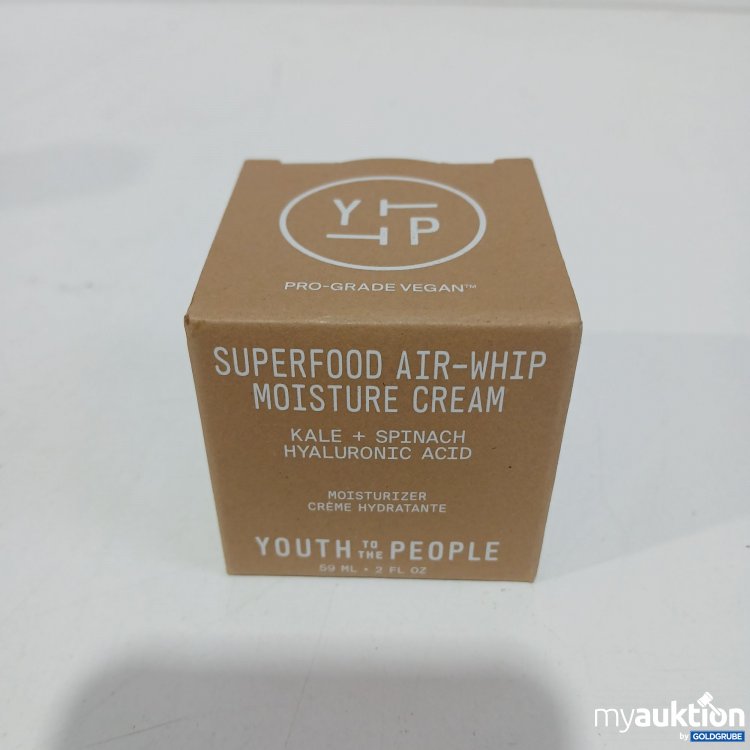 YTTP
PRO-GRADE VEGAN™
SUPERFOOD AIR-WHIP
MOISTURE CREAM
KALE + SPINACH
HYALURONIC ACID
MOISTURIZER
CRÈME HYDRATANTE
YOUTH TO THE PEOPLE
59 ML • 2 FL OZ
myauktion
by GOLDGRUBE